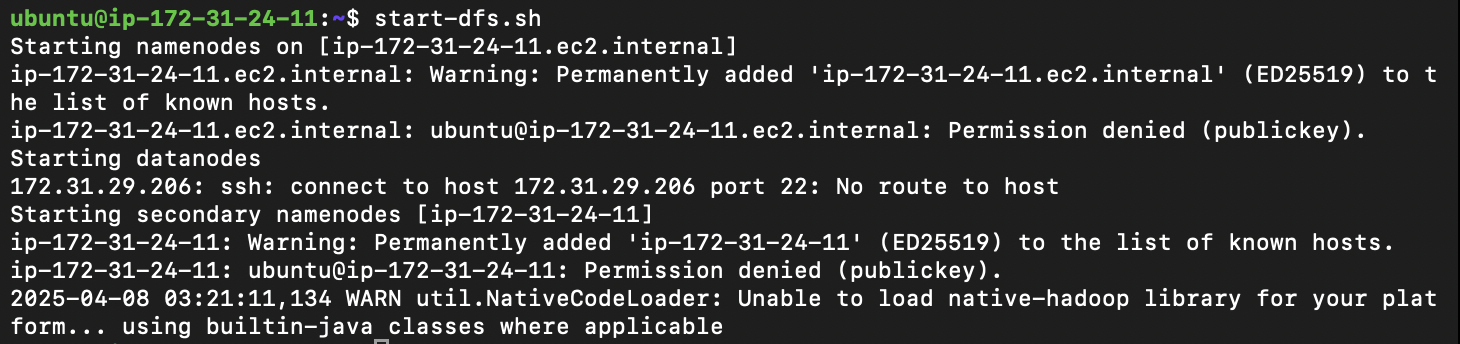 ubuntu@ip-172-31-24-11:~$ start-dfs.sh
Starting namenodes on [ip-172-31-24-11.ec2.internal]
ip-172-31-24-11.ec2.internal: Warning: Permanently added 'ip-172-31-24-11.ec2.internal' (ED25519) to t
he list of known hosts.
ip-172-31-24-11.ec2.internal: ubuntu@ip-172-31-24-11.ec2.internal: Permission denied (publickey).
Starting datanodes
172.31.29.206: ssh: connect to host 172.31.29.206 port 22: No route to host
Starting secondary namenodes [ip-172-31-24-11]
ip-172-31-24-11: Warning: Permanently added 'ip-172-31-24-11' (ED25519) to the list of known hosts.
ip-172-31-24-11: ubuntu@ip-172-31-24-11: Permission denied (publickey).
2025-04-08 03:21:11,134 WARN util.NativeCodeLoader: Unable to load native-hadoop library for your plat
form... using builtin-java classes where applicable